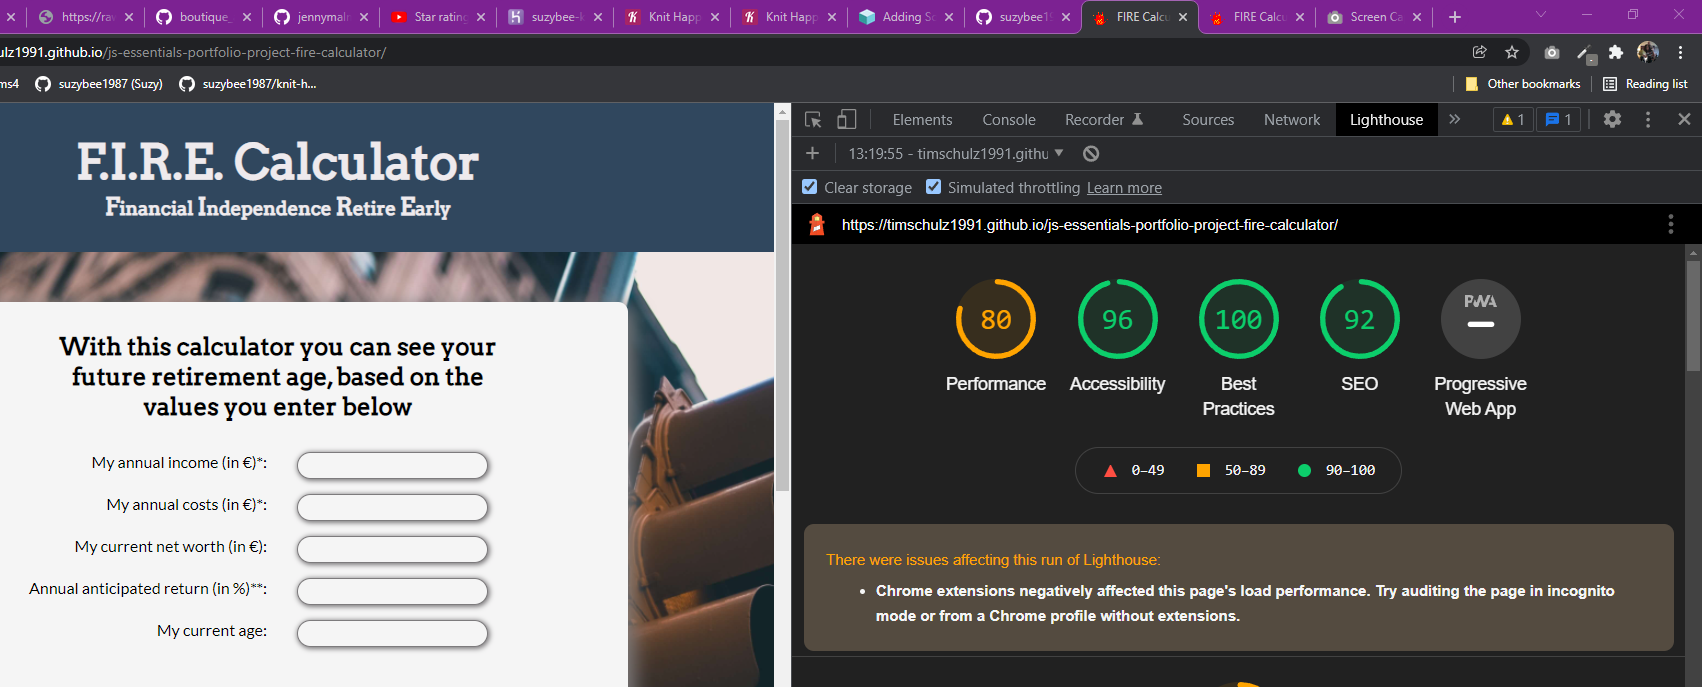 https://rav
boutique_
jennymaln
Star rating
suzybee-k
Knit Happ
Knit Happ
Adding So
suzybee19
FIRE Calcu
FIRE Calcu
Screen Ca
ulz1991.github.io/js-essentials-portfolio-project-fire-calculator/
ms4
suzybee1987 (Suzy)
suzybee1987/knit-h...
Other bookmarks
Reading list
F.I.R.E. Calculator
Financial Independence Retire Early
With this calculator you can see your
future retirement age, based on the
values you enter below
My annual income (in €)*:
My annual costs (in €)*:
My current net worth (in €):
Annual anticipated return (in %)**:
My current age:
Elements Console Recorder Sources Network Lighthouse 1 1
13:19:55 - timschulz1991.githu
Clear storage Simulated throttling Learn more
https://timschulz1991.github.io/js-essentials-portfolio-project-fire-calculator/
80 96 100 92 PWA
Performance
Accessibility
Best
Practices
SEO
Progressive
Web App
0–49 50–89 90–100
There were issues affecting this run of Lighthouse:
• Chrome extensions negatively affected this page's load performance. Try auditing the page in incognito
mode or from a Chrome profile without extensions.